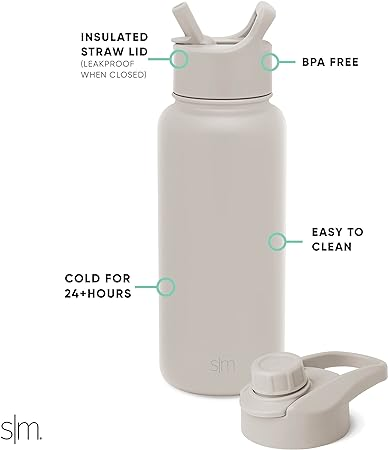 INSULATED
STRAW LID
(LEAKPROOF
WHEN CLOSED)
BPA FREE
EASY TO
CLEAN
COLD FOR
24+HOURS
s|m.
s|m.